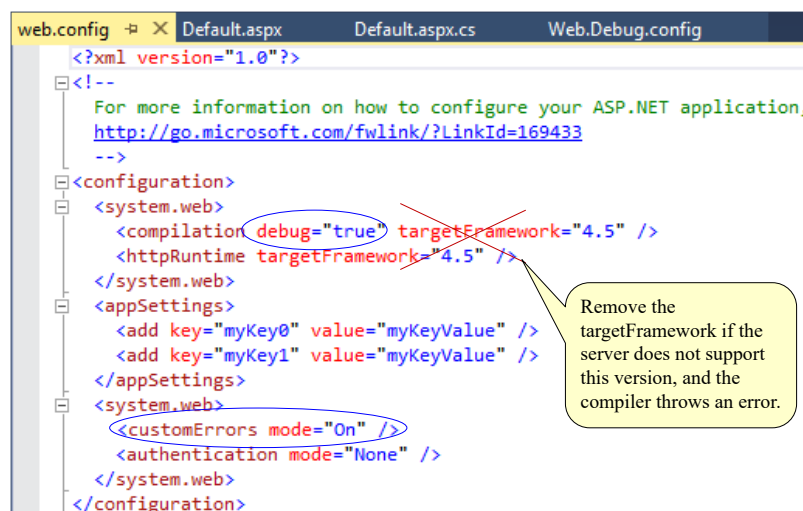 web.config Default.aspx Default.aspx.cs Web.Debug.config
<?xml version="1.0"?>
<!--
For more information on how to configure your ASP.NET application,
http://go.microsoft.com/fwlink/?LinkId=169433
-->
<configuration>
<system.web>
<compilation debug="true" targetFramework="4.5" />
<httpRuntime targetFramework="4.5" />
</system.web>
<appSettings>
<add key="myKey0" value="myKeyValue" />
<add key="myKey1" value="myKeyValue" />
</appSettings>
<system.web>
<customErrors mode="On" />
<authentication mode="None" />
</system.web>
</configuration>
Remove the
targetFramework if the
server does not support
this version, and the
compiler throws an error.